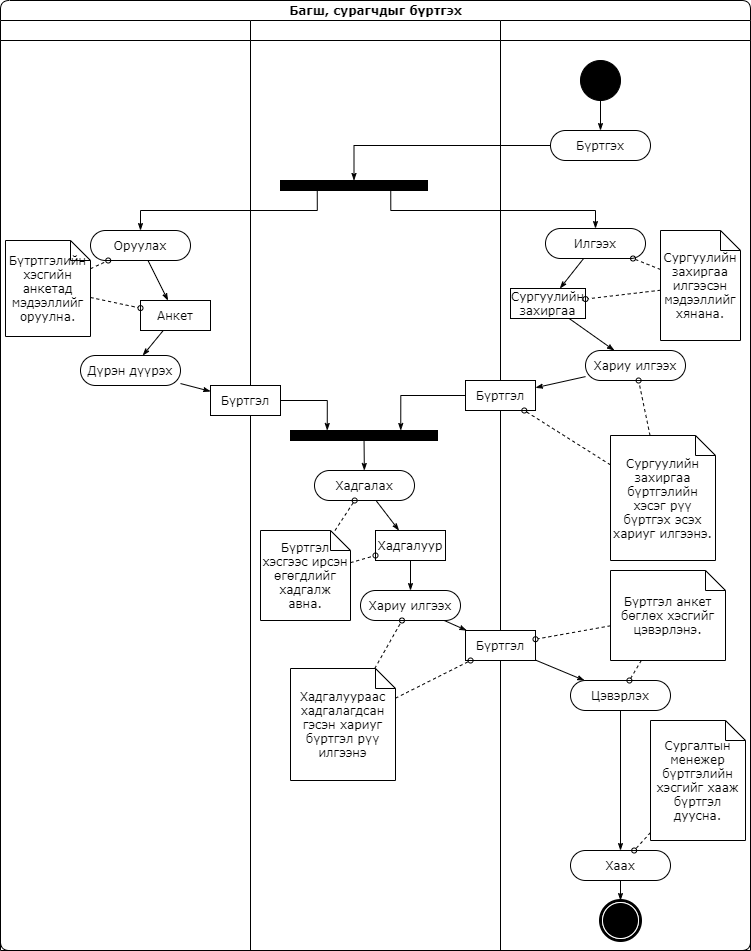 Багш, сурагчдыг бүртгэх
Бүртгэх
Оруулах
Бүтртгэлийн
хэсгийн
анкетад
мэдээллийг
оруулна.
Анкет
Дүрэн дүүрэх
Бүртгэл
Илгээх
Сургуулийн
захиргаа
илгээсэн
мэдээллийг
хянана.
Сургуулийн
захиргаа
Хариу илгээх
Бүртгэл
Сургуулийн
захиргаа
бүртгэлийн
хэсэг рүү
бүртгэх эсэх
хариуг илгээнэ.
Хадгалах
Бүртгэл
хэсгээс ирсэн
өгөгдлийг
хадгалж
авна.
Хадгалуур
Хариу илгээх
Бүртгэл
Бүртгэл анкет
бөглөх хэсгийг
цэвэрлэнэ.
Хадгалуураас
хадгалагдсан
гэсэн хариуг
бүртгэл рүү
илгээнэ
Цэвэрлэх
Сургалтын
менежер
бүртгэлийн
хэсгийг хааж
бүртгэл
дуусна.
Хаах